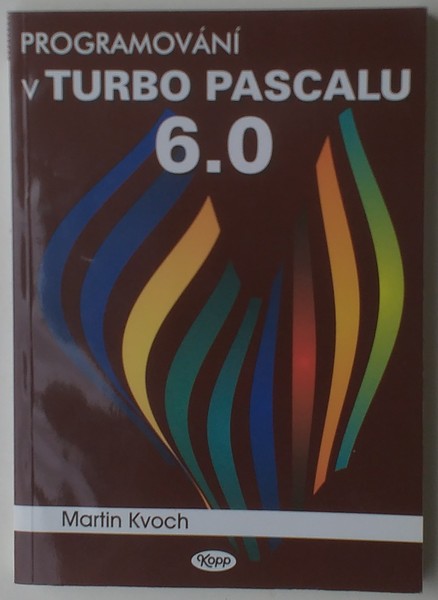 PROGRAMOVÁNÍ
v TURBO PASCALU
6.0
Martin Kvoch
Kopp